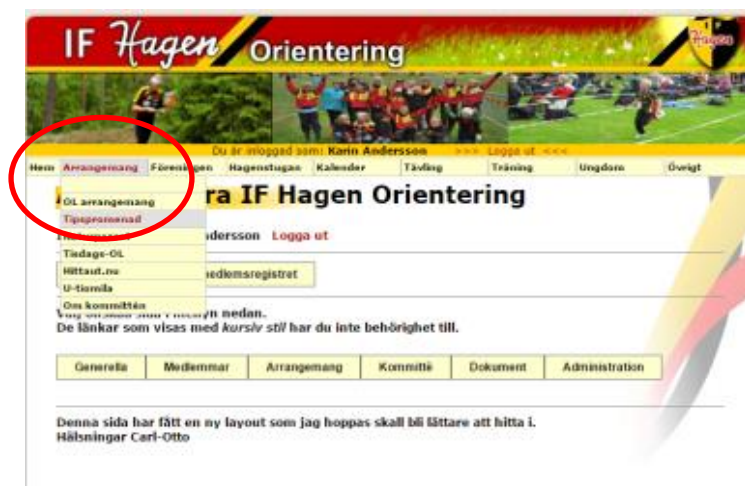 IF Hagen Orientering
Hagen
Du är inloggad som: Karin Andersson >>> Logga ut <<<
Hem Arrangemang Föreningen Hagenstugan Kalender Tävling Träning Ungdom Övrigt
ra IF Hagen Orientering
OL arrangemang
Tipspromenad
dersson Logga ut
Tisdags-OL
Hittaut.nu
edlemsregistret
U-tiomila
Om kommittén
nedan.
De länkar som visas med kursiv stil har du inte behörighet till.
Generella Medlemmar Arrangemang Kommitté Dokument Administration
Denna sida har fått en ny layout som jag hoppas skall bli lättare att hitta i.
Hälsningar Carl-Otto